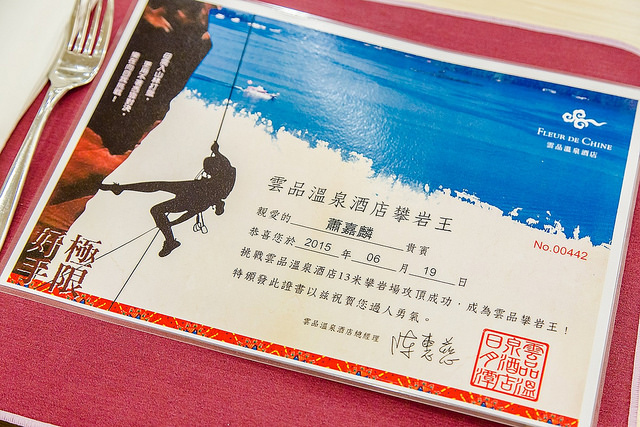 FLEUR DE CHINE
雲品溫泉酒店
極限
好手
雲品溫泉酒店攀岩王
親愛的 蕭嘉麟 貴賓
No.00442
恭喜您於 2015 年 06 月 19 日
挑戰雲品溫泉酒店13米攀岩場攻頂成功，成為雲品攀岩王！
特頒發此證書以茲祝賀您過人勇氣。
雲品溫泉酒店總經理
雲品溫
泉酒店
日月潭